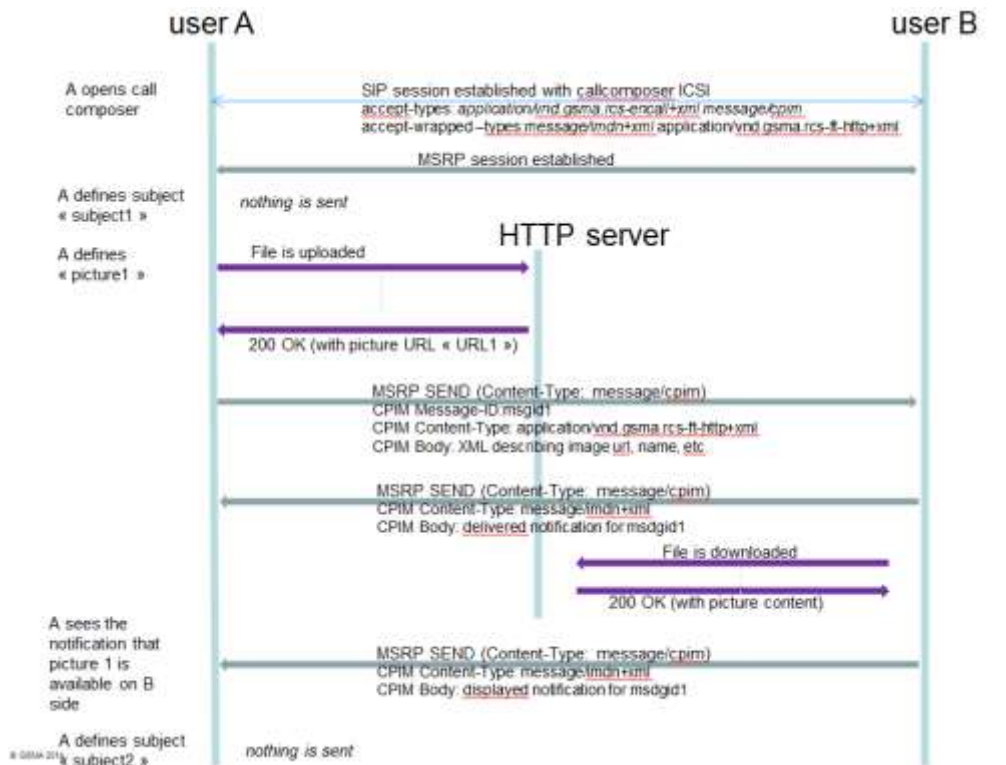 user A
user B
A opens call
composer
SIP session established with callcomposer ICSI
accept-types: application/vnd.gsma.rcs-encall+xml message/cpim
accept-wrapped–types message/imdn+xml application/vnd.gsma.rcs-ft-http+xml
MSRP session established
A defines subject
« subject1 »
nothing is sent
HTTP server
A defines
« picture1 »
File is uploaded
200 OK (with picture URL « URL1 »)
MSRP SEND (Content-Type: message/cpim)
CPIM Message-ID:msgid1
CPIM Content-Type: application/vnd.gsma.rcs-ft-http+xml
CPIM Body: XML describing image url, name, etc
MSRP SEND (Content-Type: message/cpim)
CPIM Content-Type: message/imdn+xml
CPIM Body: delivered notification for msdgid1
File is downloaded
200 OK (with picture content)
A sees the
notification that
picture 1 is
available on B
side
MSRP SEND (Content-Type: message/cpim)
CPIM Content-Type: message/imdn+xml
CPIM Body: displayed notification for msdgid1
A defines subject
« subject2 »
nothing is sent
© GSMA